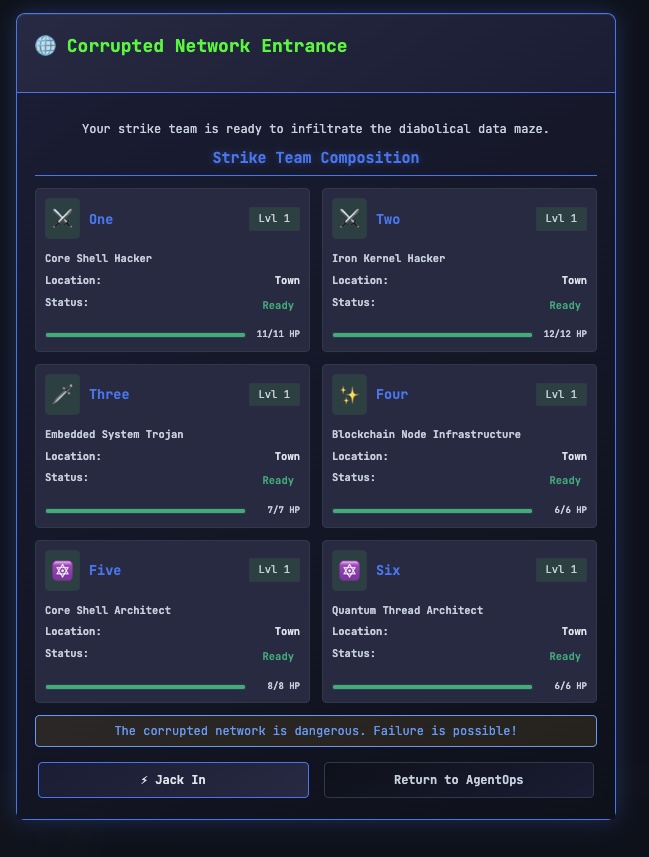 Corrupted Network Entrance
Your strike team is ready to infiltrate the diabolical data maze.
Strike Team Composition
One
Lvl 1
Core Shell Hacker
Location: Town
Status: Ready
11/11 HP
Two
Lvl 1
Iron Kernel Hacker
Location: Town
Status: Ready
12/12 HP
Three
Lvl 1
Embedded System Trojan
Location: Town
Status: Ready
7/7 HP
Four
Lvl 1
Blockchain Node Infrastructure
Location: Town
Status: Ready
6/6 HP
Five
Lvl 1
Core Shell Architect
Location: Town
Status: Ready
8/8 HP
Six
Lvl 1
Quantum Thread Architect
Location: Town
Status: Ready
6/6 HP
The corrupted network is dangerous. Failure is possible!
⚡ Jack In
Return to AgentOps